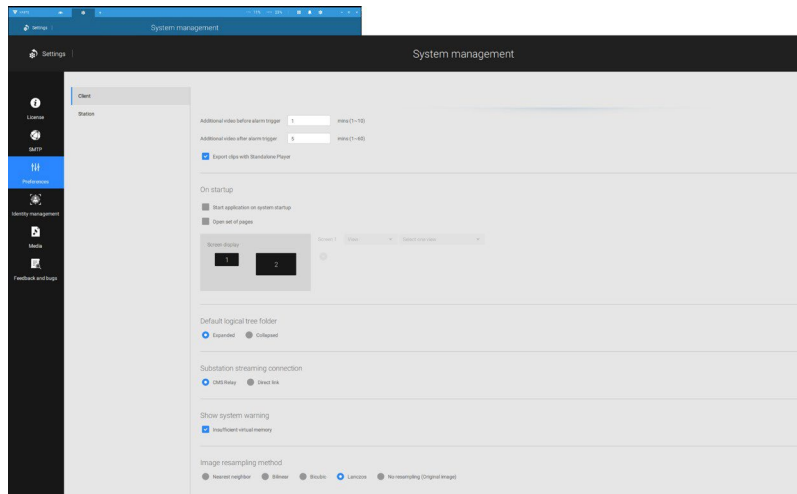 Settings
System management
Settings
System management
License
SMTP
Preferences
Identity management
Media
Feedback and bugs
Client
Station
Additional video before alarm trigger 1 mins (1~10)
Additional video after alarm trigger 5 mins (1~60)
Export clips with Standalone Player
On startup
Start application on system startup
Open set of pages
Screen display
1
2
Screen 1
Default logical tree folder
Expanded Collapsed
Substation streaming connection
CMS Relay Direct link
Show system warning
Insufficient virtual memory
Image resampling method
Nearest neighbor Bilinear Bicubic Lanczos No resampling (Original image)